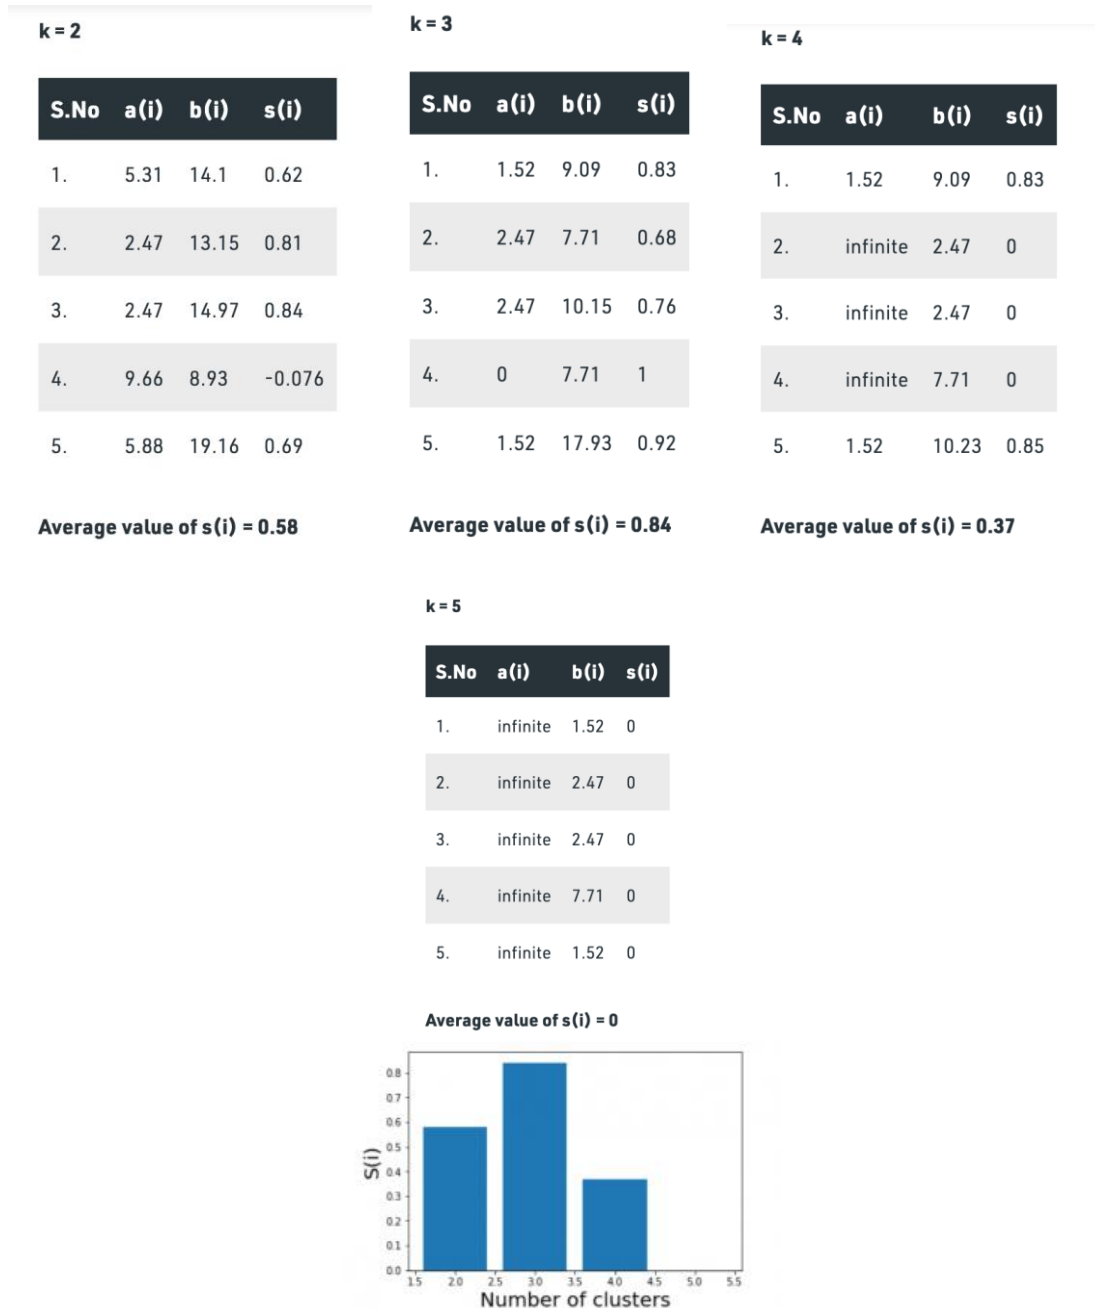 k = 2
S.No a(i) b(i) s(i)
1. 5.31 14.1 0.62
2. 2.47 13.15 0.81
3. 2.47 14.97 0.84
4. 9.66 8.93 -0.076
5. 5.88 19.16 0.69
Average value of s(i) = 0.58
k = 3
S.No a(i) b(i) s(i)
1. 1.52 9.09 0.83
2. 2.47 7.71 0.68
3. 2.47 10.15 0.76
4. 0 7.71 1
5. 1.52 17.93 0.92
Average value of s(i) = 0.84
k = 4
S.No a(i) b(i) s(i)
1. 1.52 9.09 0.83
2. infinite 2.47 0
3. infinite 2.47 0
4. infinite 7.71 0
5. 1.52 10.23 0.85
Average value of s(i) = 0.37
k = 5
S.No a(i) b(i) s(i)
1. infinite 1.52 0
2. infinite 2.47 0
3. infinite 2.47 0
4. infinite 7.71 0
5. infinite 1.52 0
Average value of s(i) = 0
S(i)
0.8
0.7
0.6
0.5
0.4
0.3
0.2
0.1
0.0
1.5 2.0 2.5 3.0 3.5 4.0 4.5 5.0 5.5
Number of clusters